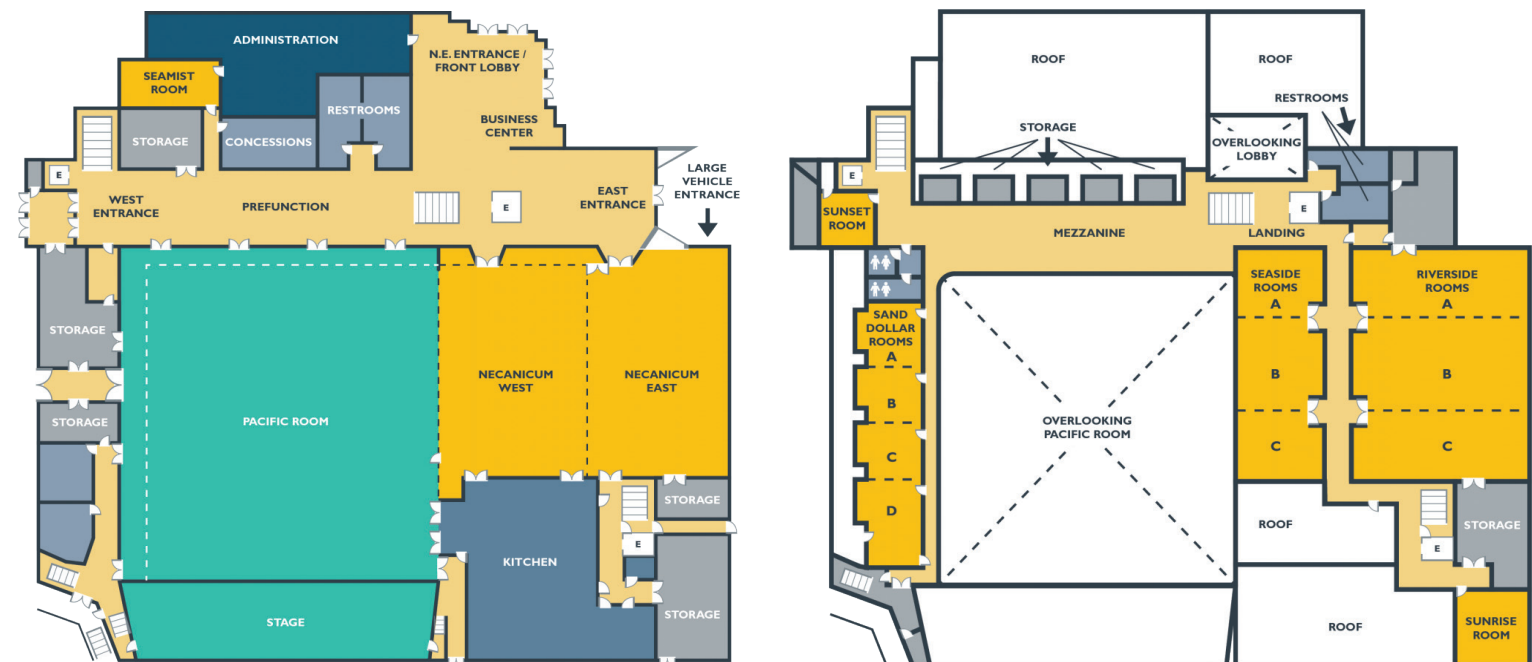 ADMINISTRATION
N.E. ENTRANCE /
FRONT LOBBY
SEAMIST
ROOM
RESTROOMS
BUSINESS
CENTER
STORAGE
CONCESSIONS
LARGE
VEHICLE
ENTRANCE
E
WEST
ENTRANCE
PREFUNCTION
E
EAST
ENTRANCE
STORAGE
NECANICUM
WEST
NECANICUM
EAST
STORAGE
PACIFIC ROOM
STORAGE
E
KITCHEN
STORAGE
STAGE
ROOF
ROOF
RESTROOMS
STORAGE
OVERLOOKING
LOBBY
E
SUNSET
ROOM
E
MEZZANINE
LANDING
SEASIDE
ROOMS
A
RIVERSIDE
ROOMS
A
SAND
DOLLAR
ROOMS
A
B
B
B
OVERLOOKING
PACIFIC ROOM
C
C
C
D
ROOF
STORAGE
E
ROOF
SUNRISE
ROOM